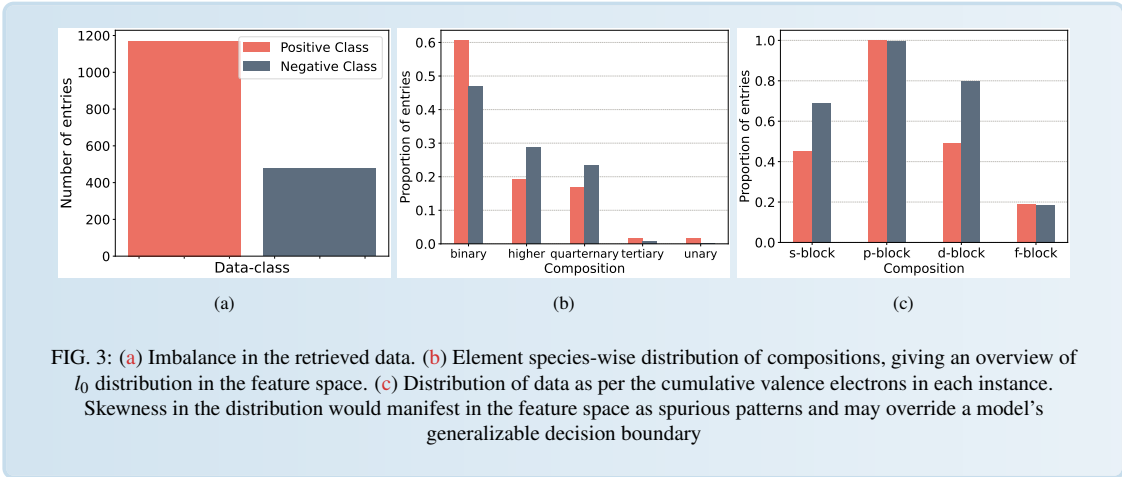 1200
1000
800
600
400
200
0
Number of entries
Positive Class
Negative Class
Data-class
(a)
0.6
0.5
0.4
0.3
0.2
0.1
0.0
Proportion of entries
binary higher quarternary tertiary unary
Composition
(b)
1.0
0.8
0.6
0.4
0.2
0.0
Proportion of entries
s-block p-block d-block f-block
Composition
(c)
FIG. 3: (a) Imbalance in the retrieved data. (b) Element species-wise distribution of compositions, giving an overview of
l0 distribution in the feature space. (c) Distribution of data as per the cumulative valence electrons in each instance.
Skewness in the distribution would manifest in the feature space as spurious patterns and may override a model's
generalizable decision boundary